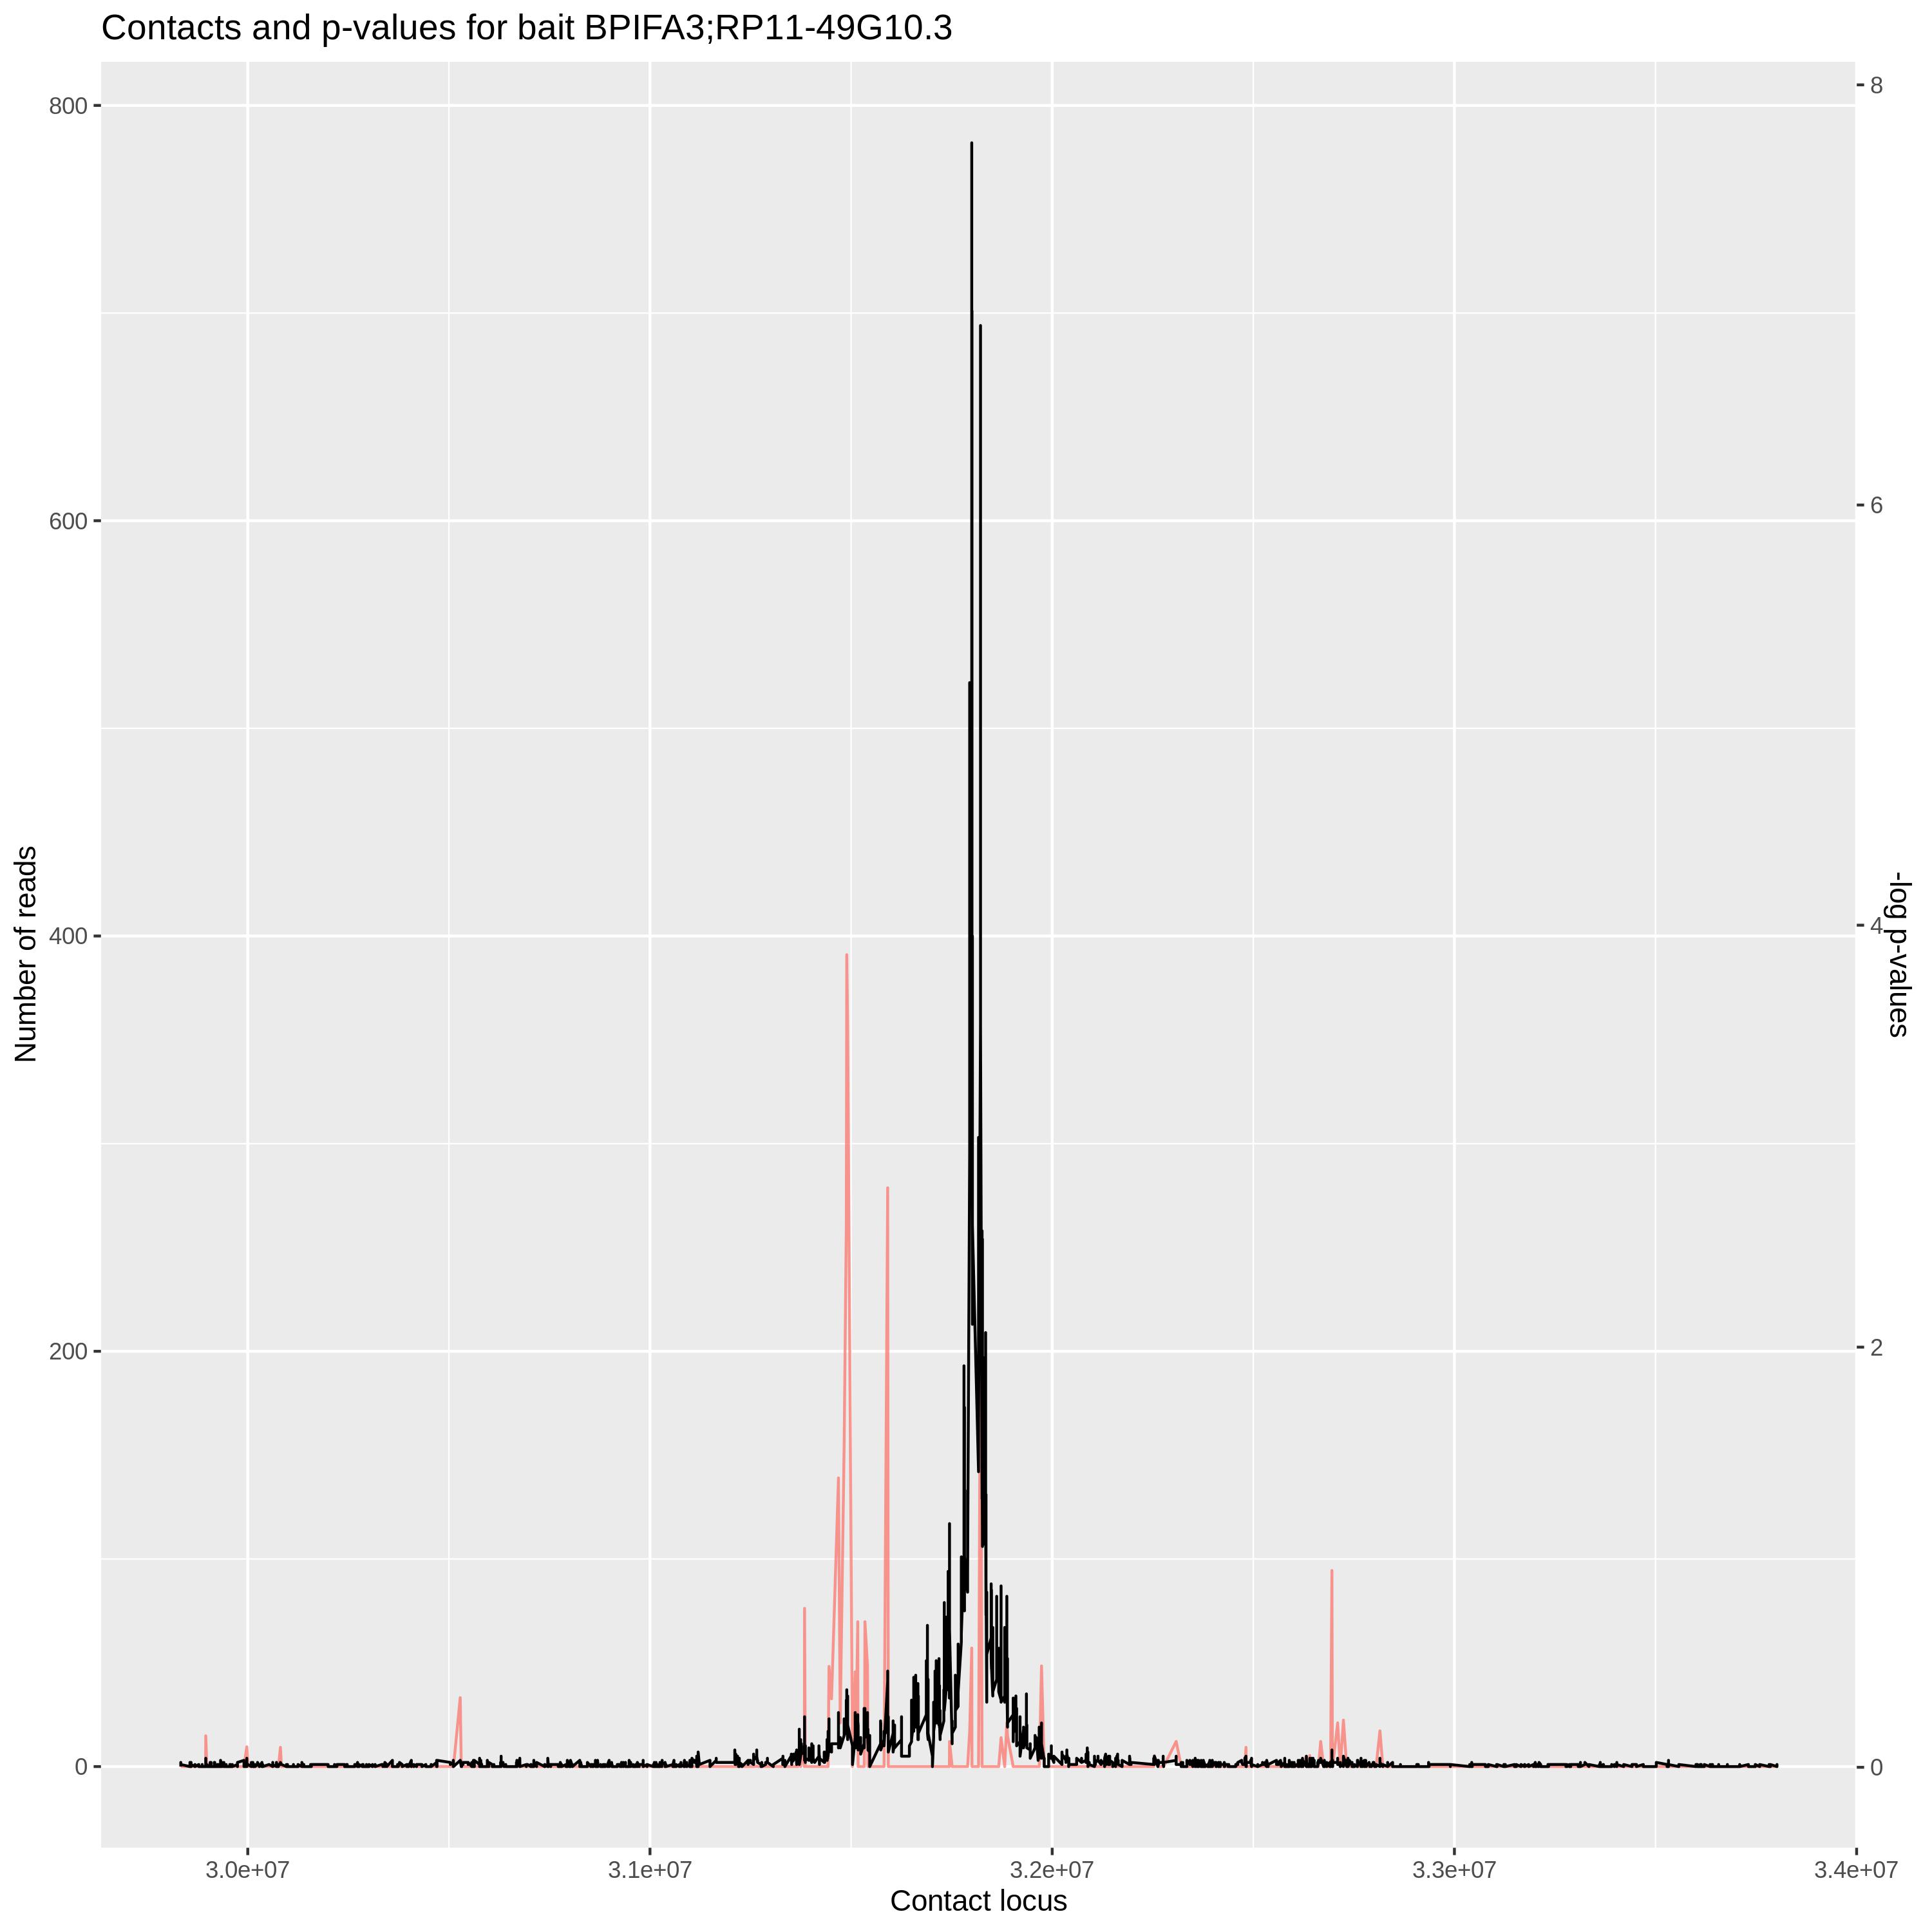 Contacts and p-values for bait BPIFA3;RP11-49G10.3
800
600
400
200
0
Number of reads
8
6
4
2
0
-log p-values
3.0e+07 3.1e+07 3.2e+07 3.3e+07 3.4e+07
Contact locus